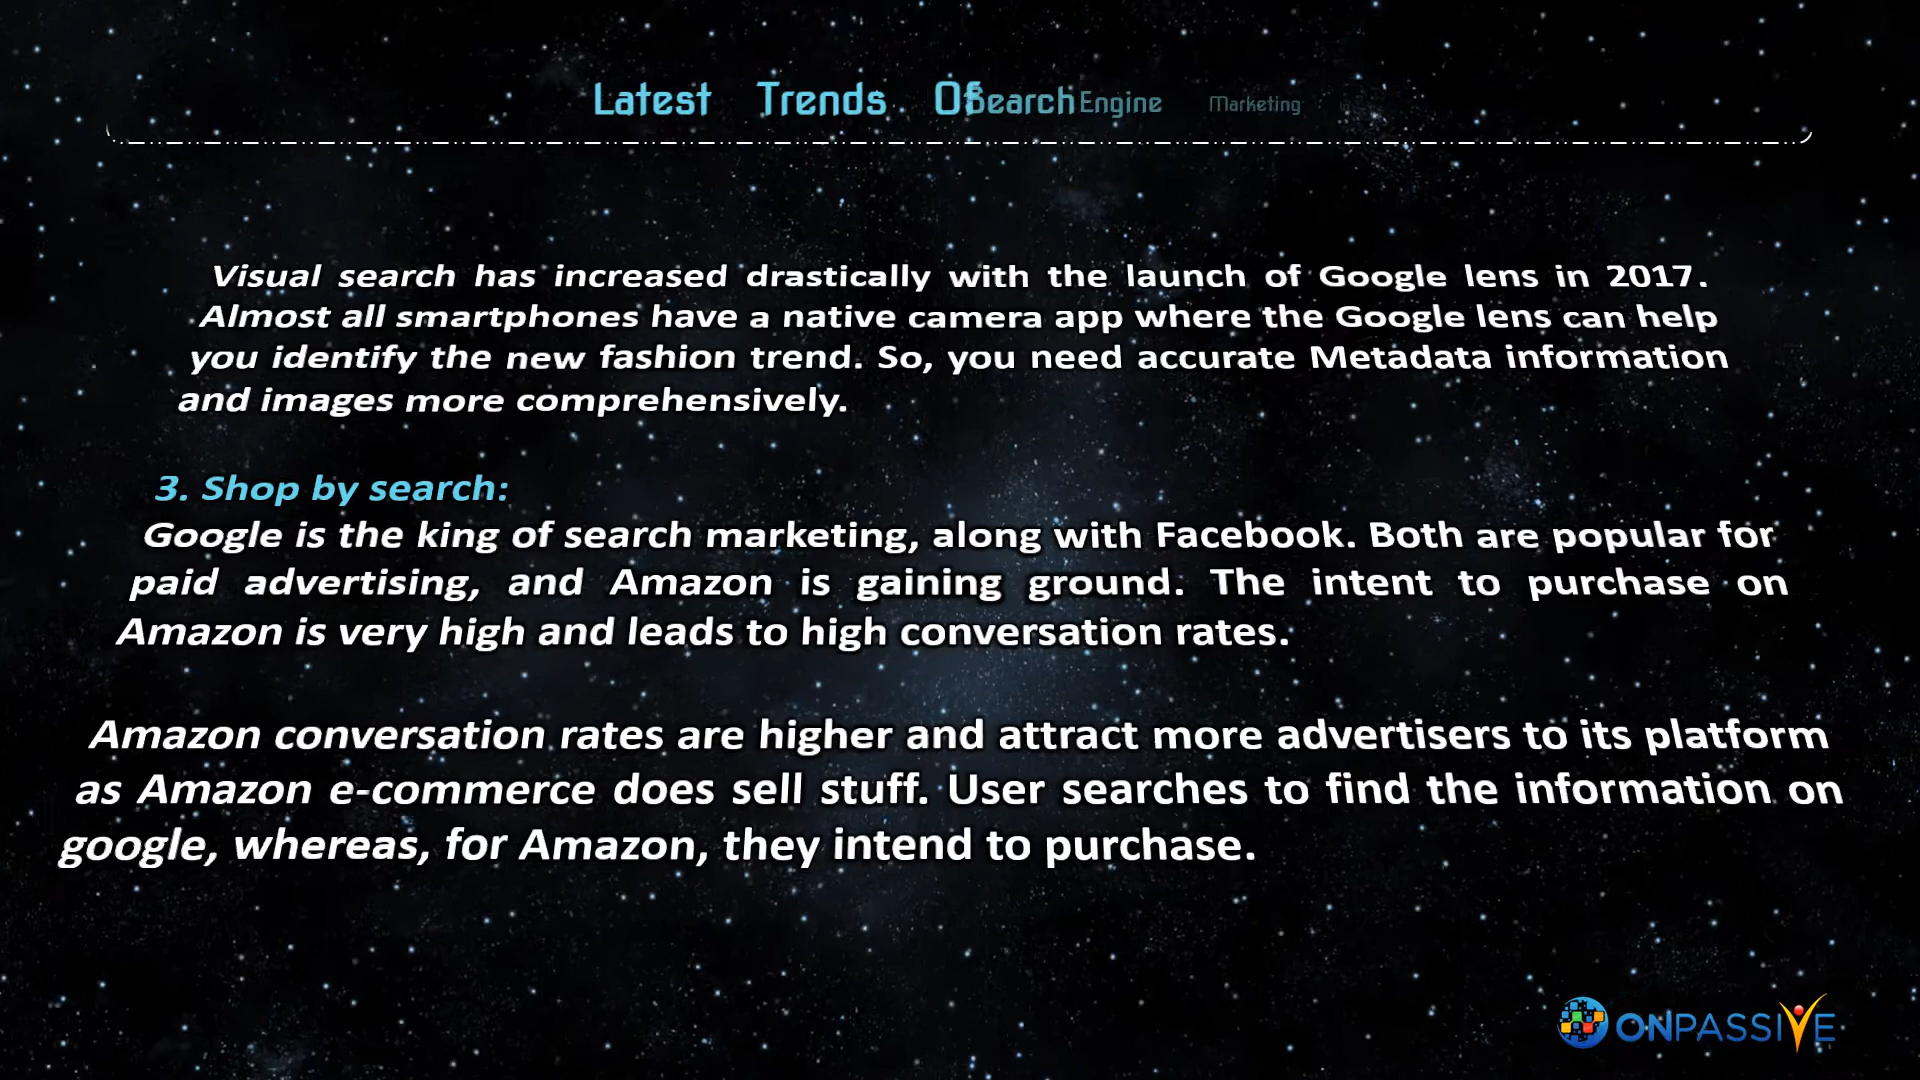 Latest Trends Of Search Engine Marketing
Visual search has increased drastically with the launch of Google lens in 2017.
Almost all smartphones have a native camera app where the Google lens can help
you identify the new fashion trend. So, you need accurate Metadata information
and images more comprehensively.
3. Shop by search:
Google is the king of search marketing, along with Facebook. Both are popular for
paid advertising, and Amazon is gaining ground. The intent to purchase on
Amazon is very high and leads to high conversation rates.
Amazon conversation rates are higher and attract more advertisers to its platform
as Amazon e-commerce does sell stuff. User searches to find the information on
google, whereas, for Amazon, they intend to purchase.
ONPASSIVE